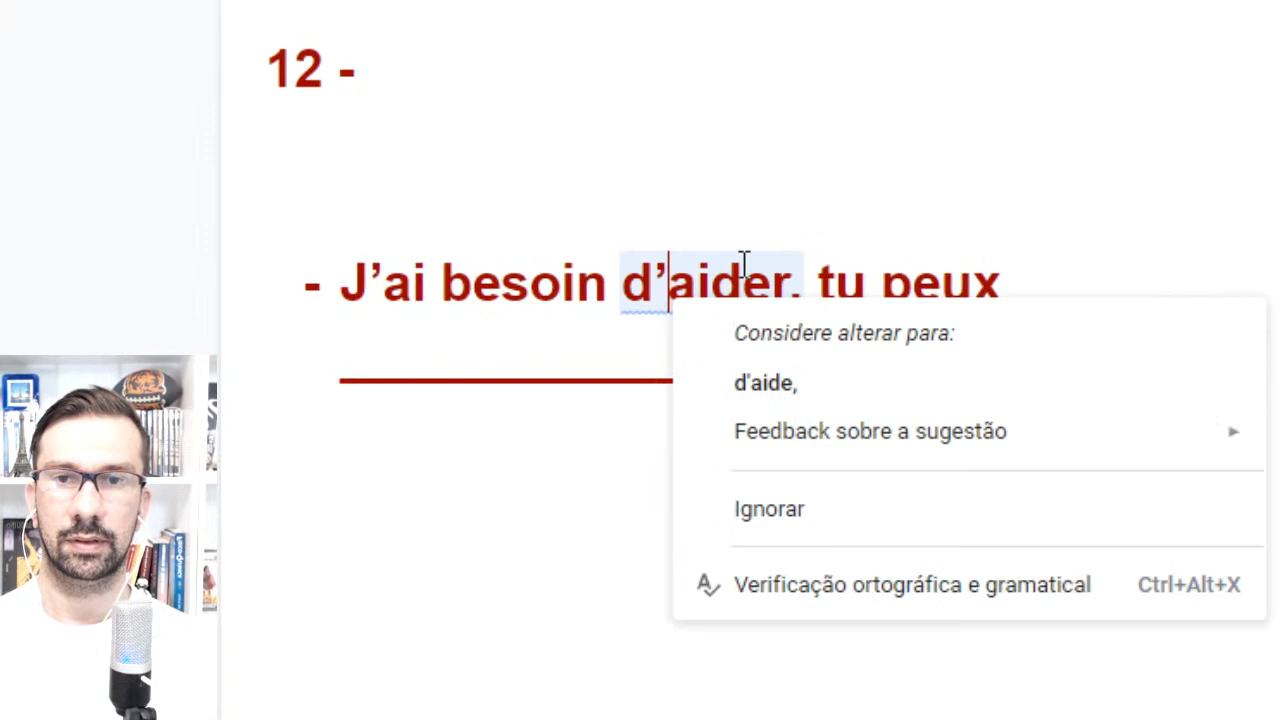 12 -
- J’ai besoin d’aider, tu peux
Considere alterar para:
d'aide,
Feedback sobre a sugestão
Ignorar
Verificação ortográfica e gramatical Ctrl+Alt+X